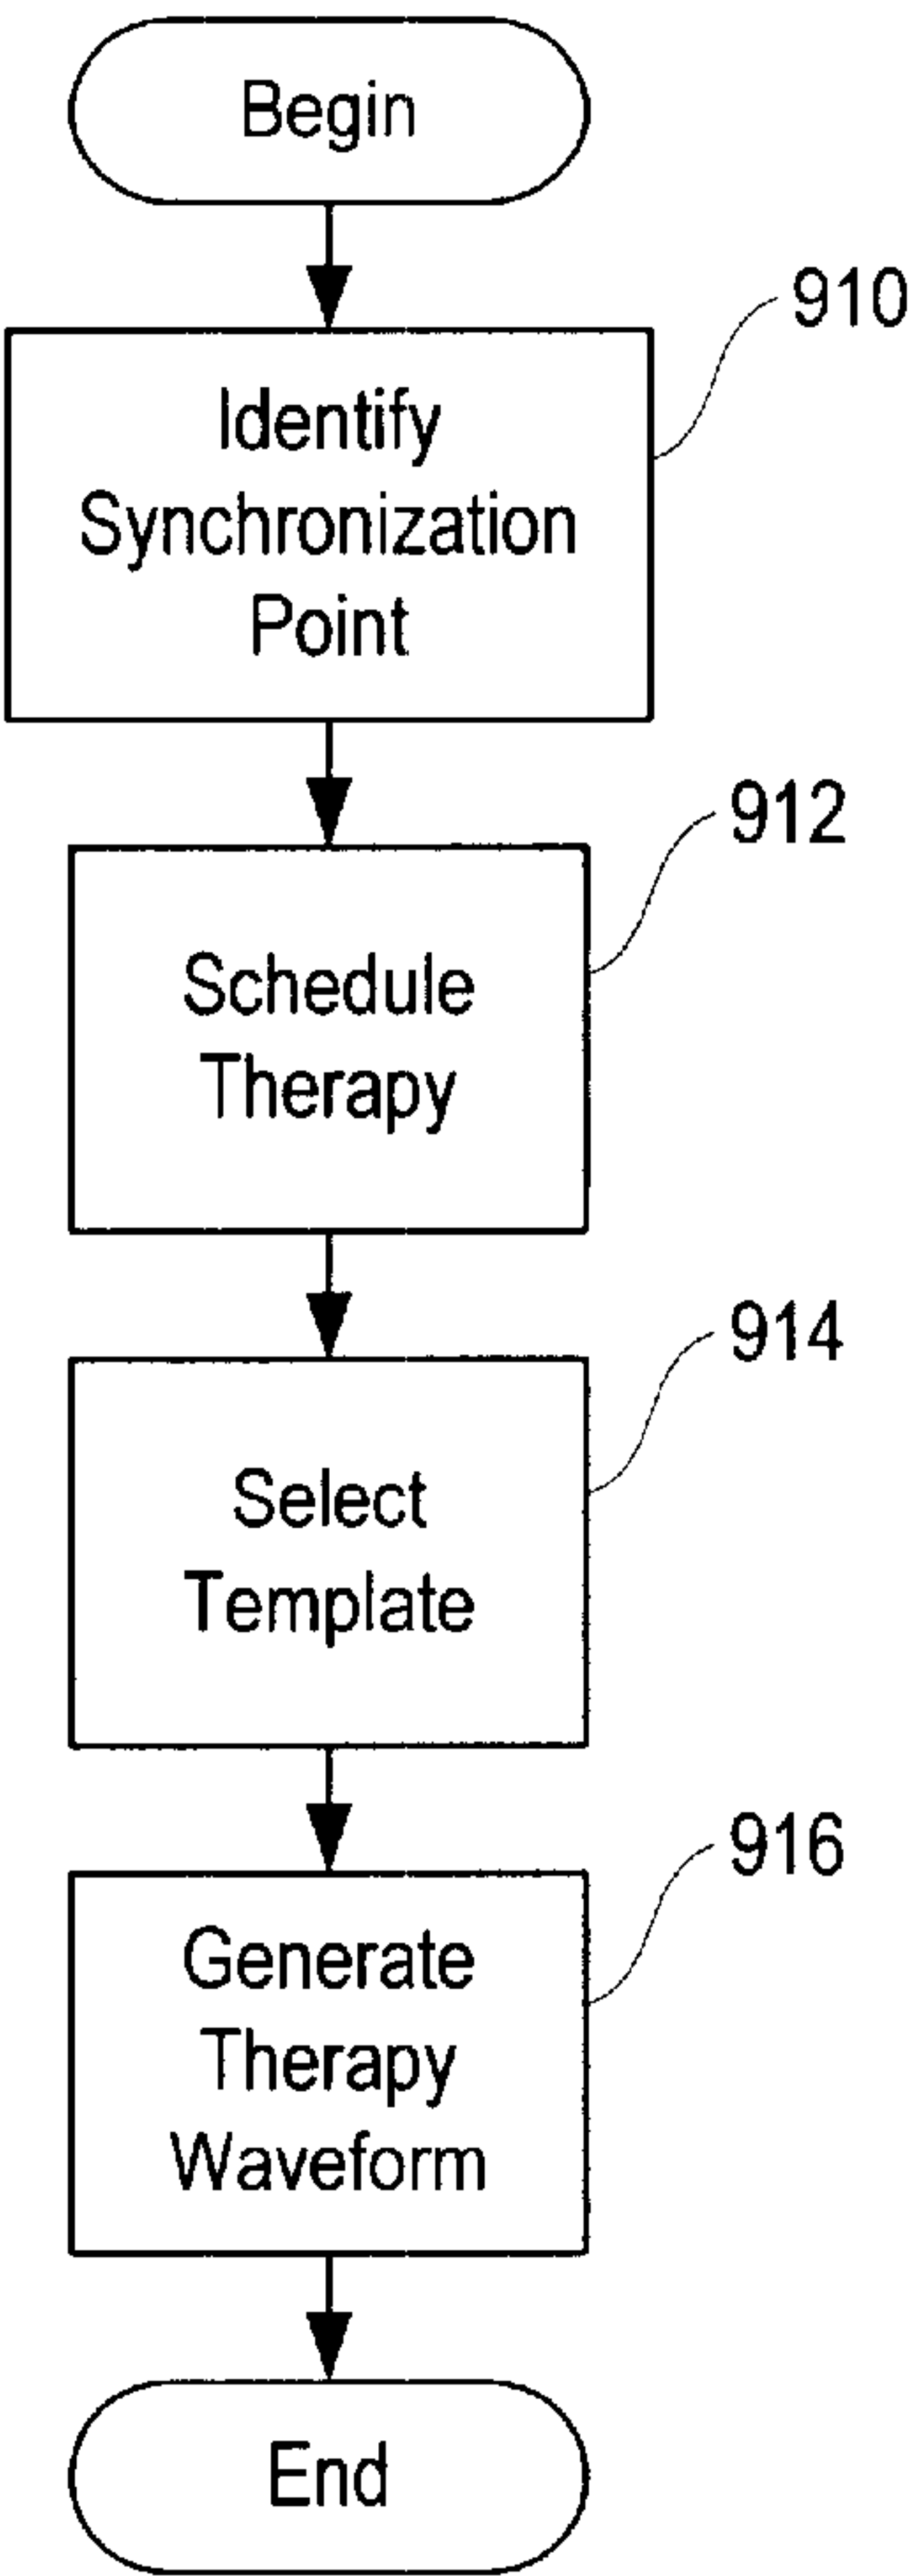 Begin
910
Identify
Synchronization
Point
912
Schedule
Therapy
914
Select
Template
916
Generate
Therapy
Waveform
End